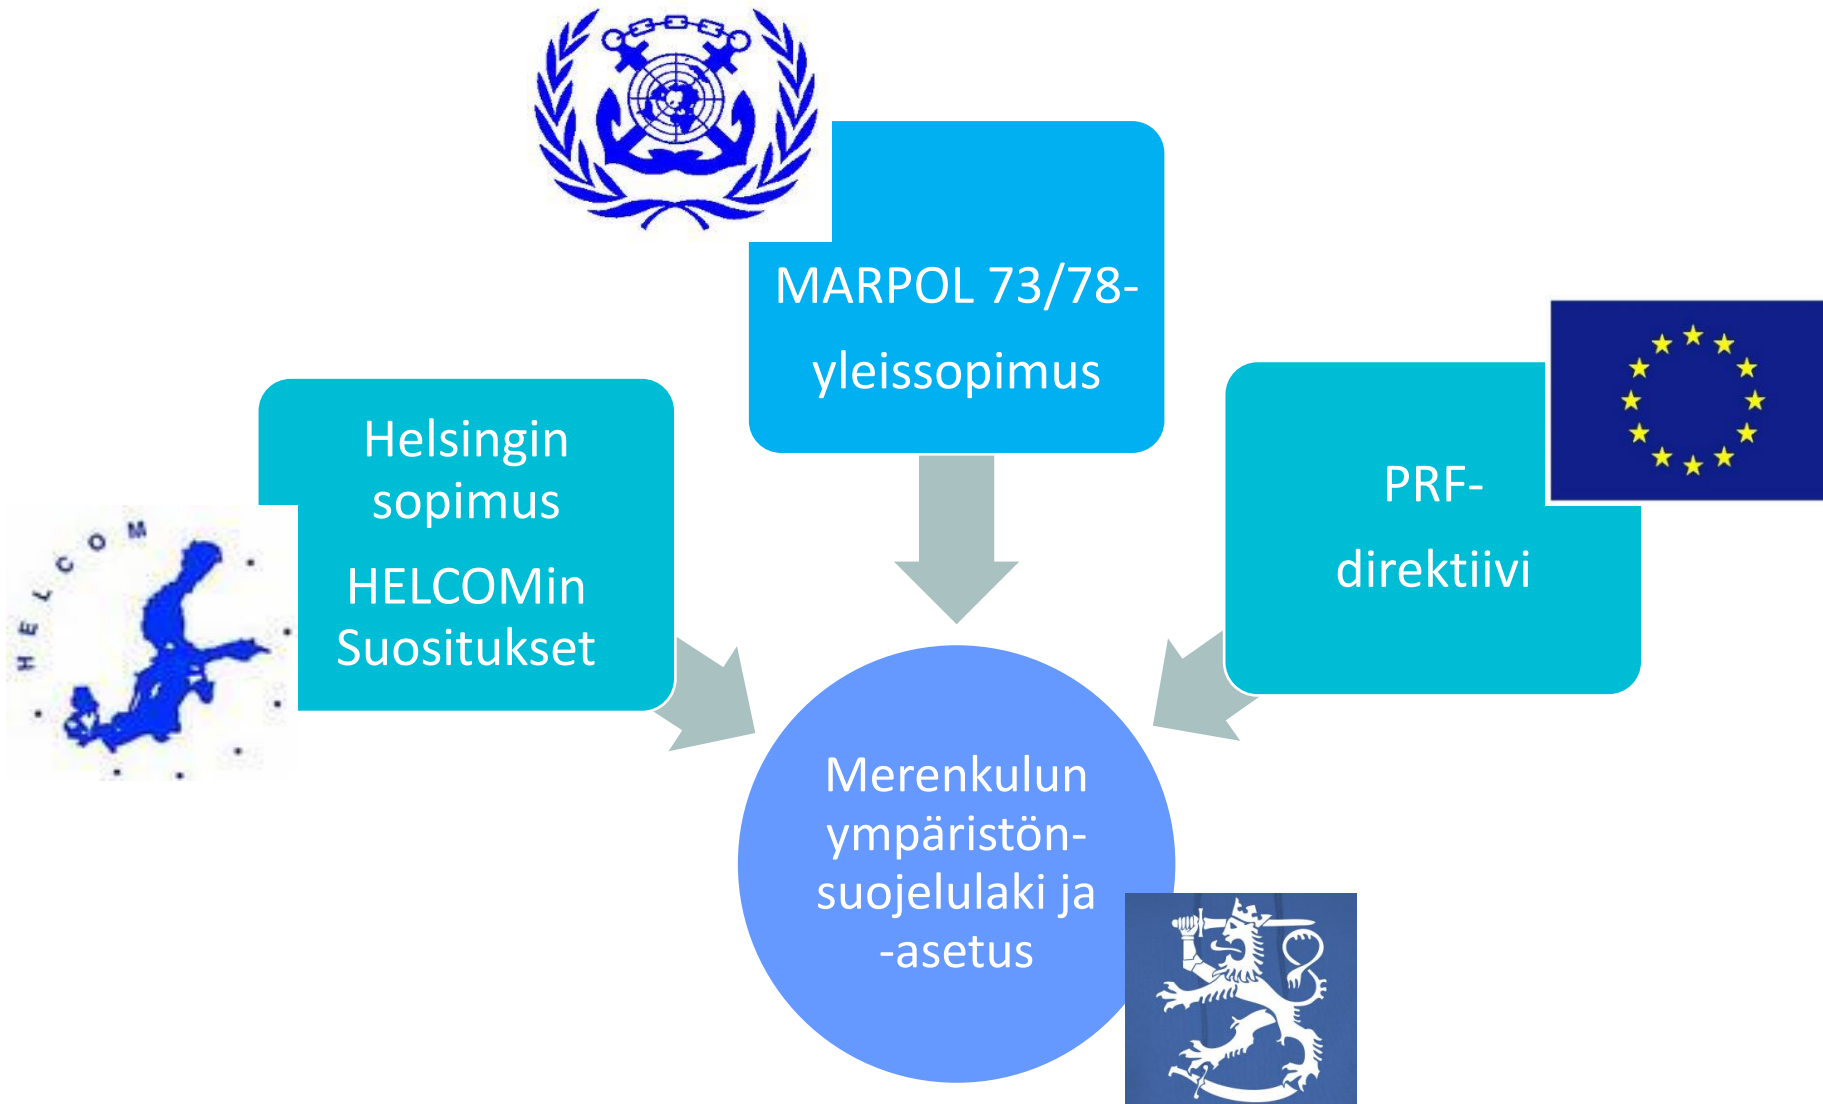 MARPOL 73/78-
yleissopimus
Helsingin
sopimus
HELCOMin
Suositukset
HELCOM
PRF-
direktiivi
Merenkulun
ympäristön-
suojelulaki ja
-asetus